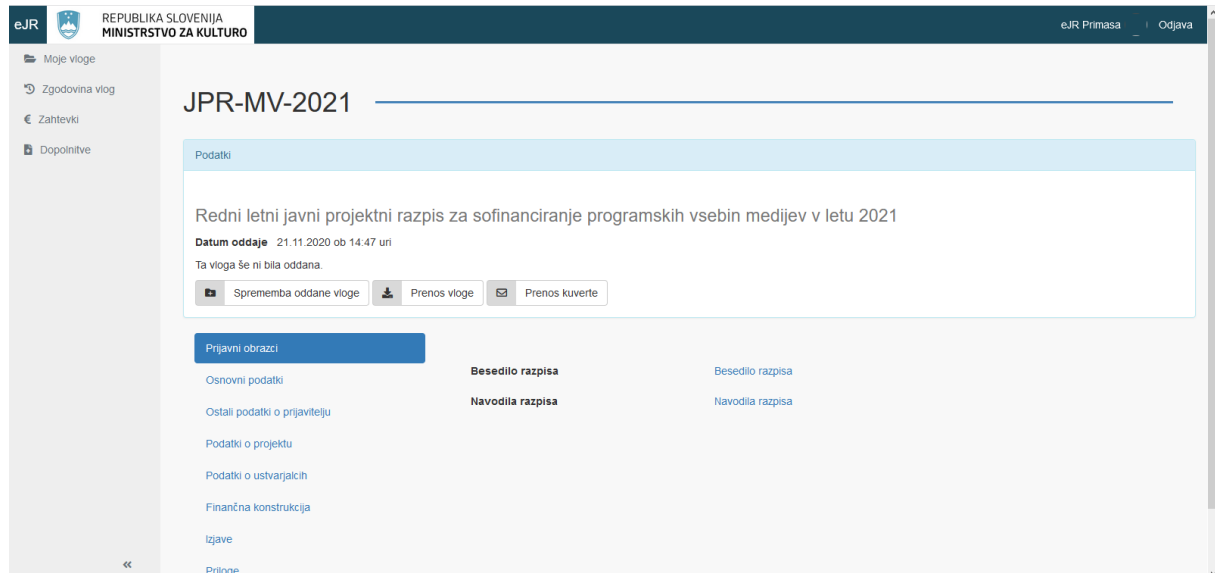 eJR
REPUBLIKA SLOVENIJA
MINISTRSTVO ZA KULTURO
eJR Primasa
Odjava
Moje vloge
Zgodovina vlog
€ Zahtevki
Dopolnitve
JPR-MV-2021
Podatki
Redni letni javni projektni razpis za sofinanciranje programskih vsebin medijev v letu 2021
Datum oddaje 21.11.2020 ob 14:47 uri
Ta vloga še ni bila oddana.
Sprememba oddane vloge Prenos vloge Prenos kuverte
Prijavni obrazci
Osnovni podatki
Ostali podatki o prijavitelju
Podatki o projektu
Podatki o ustvarjalcih
Finančna konstrukcija
Izjave
Priloge
Besedilo razpisa Besedilo razpisa
Navodila razpisa Navodila razpisa
«